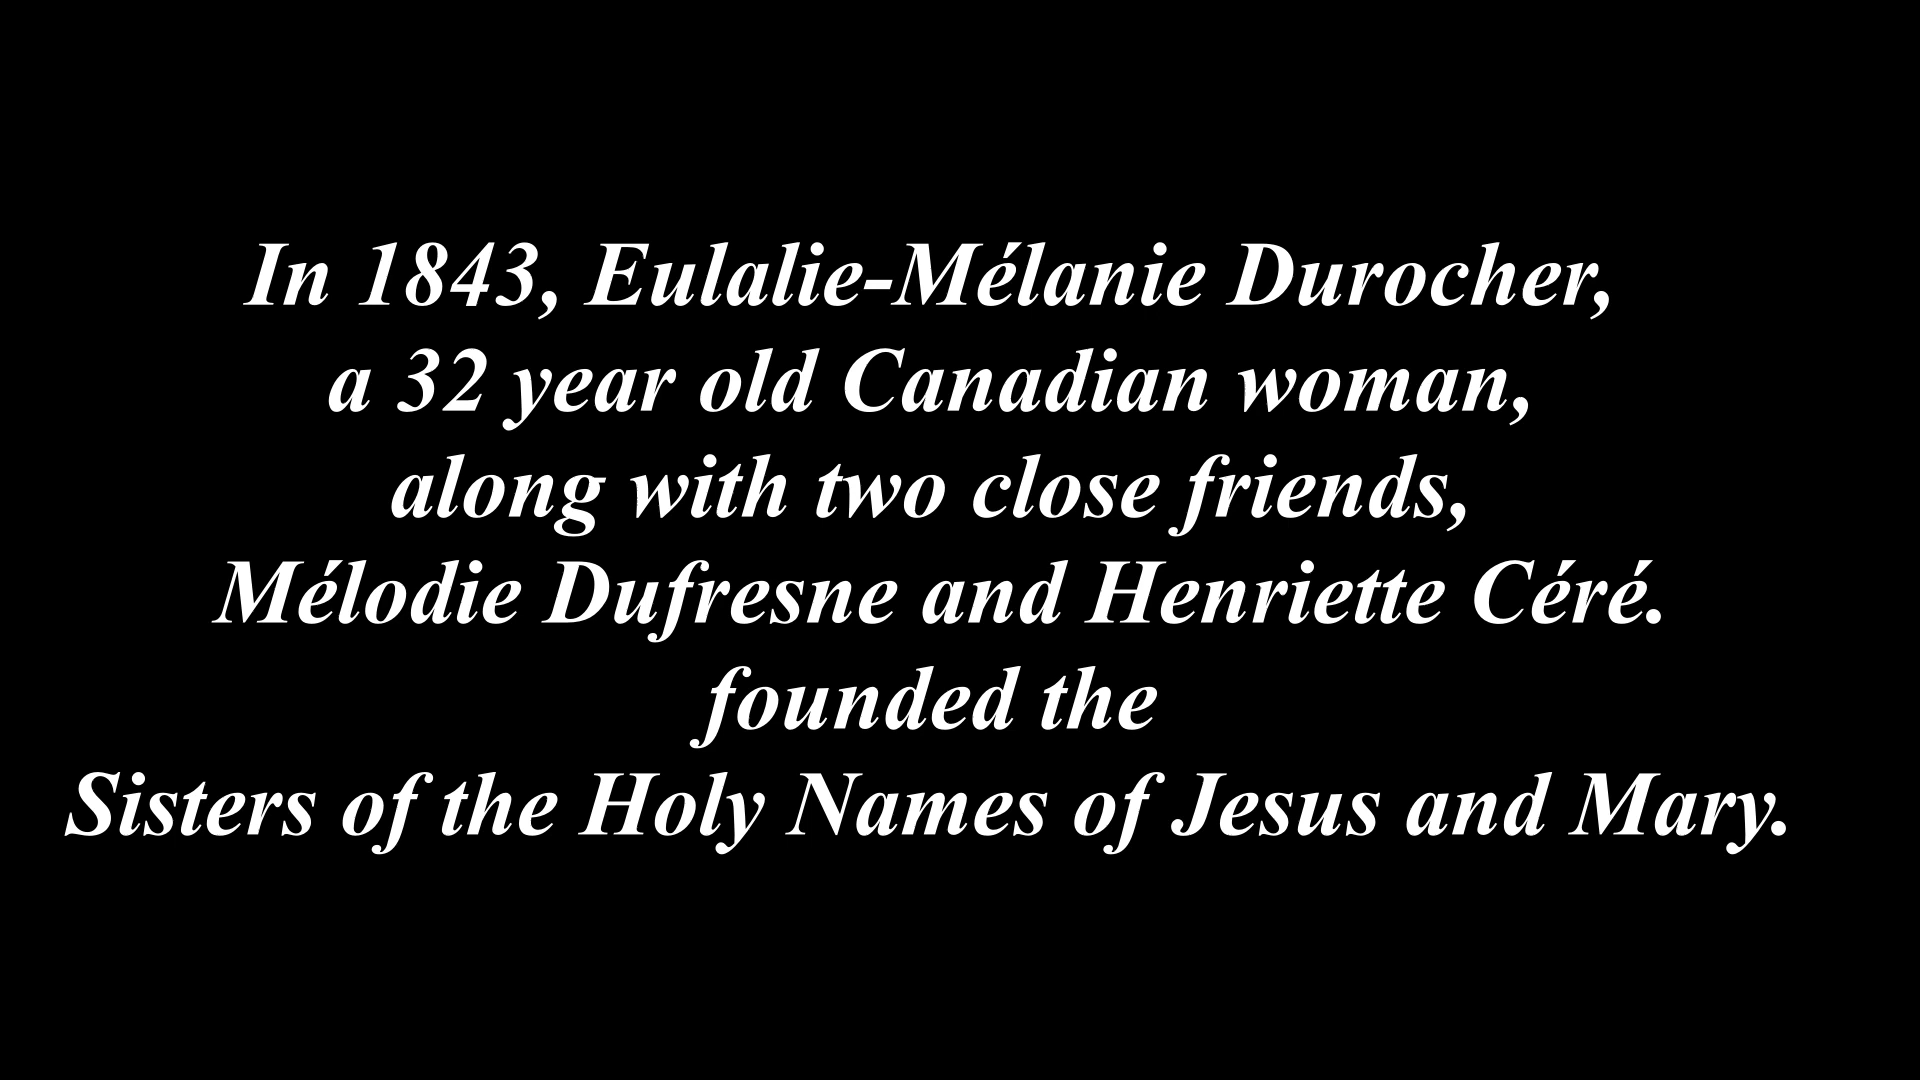 In 1843, Eulalie-Mélanie Durocher,
a 32 year old Canadian woman,
along with two close friends,
Mélodie Dufresne and Henriette Céré.
founded the
Sisters of the Holy Names of Jesus and Mary.